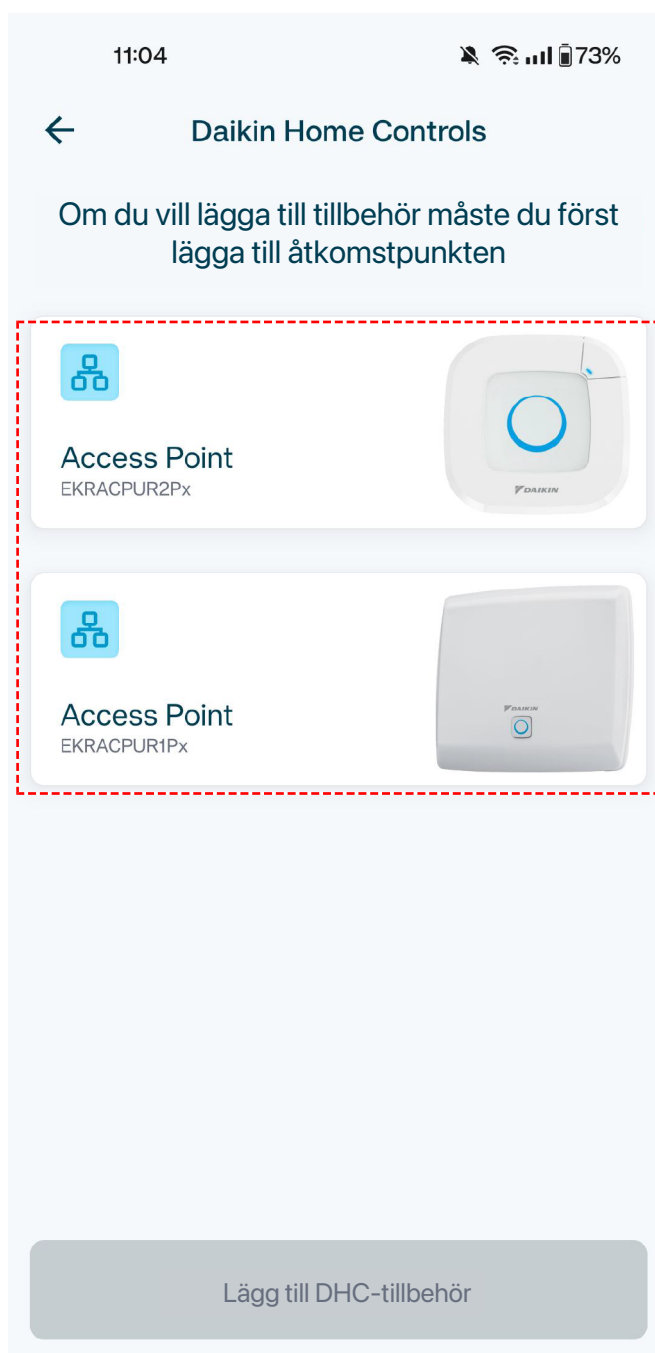 11:04 73%
Daikin Home Controls
Om du vill lägga till tillbehör måste du först
lägga till åtkomstpunkten
Access Point
EKRACPUR2Px
DAIKIN
Access Point
EKRACPUR1Px
DAIKIN
Lägg till DHC-tillbehör